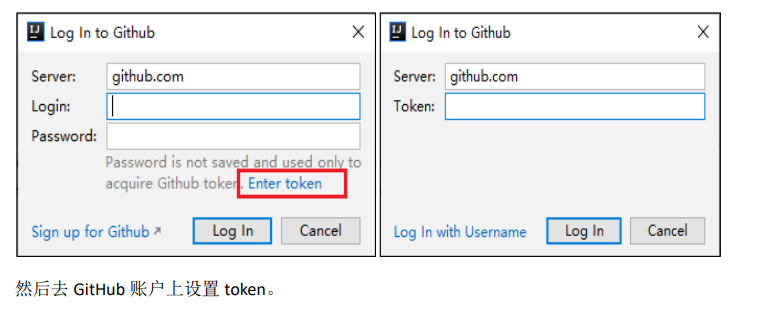 Log In to Github
Server: github.com
Login:
Password:
Password is not saved and used only to
acquire Github token. Enter token
Sign up for Github
Log In
Cancel
Log In to Github
Server: github.com
Token:
Log In with Username
Log In
Cancel
然后去 GitHub 账户上设置 token。